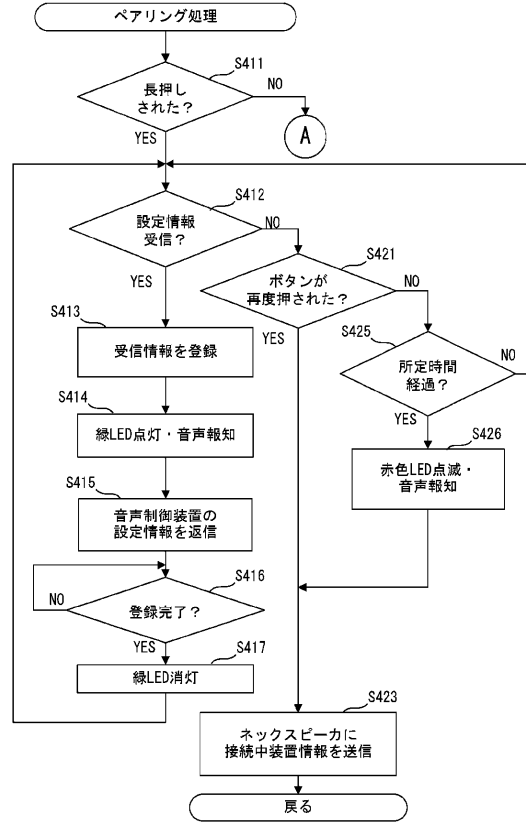 ペアリング処理
S411
長押し
された？
NO
A
YES
S412
設定情報
受信？
NO
YES
S421
ボタンが
再度押された？
NO
YES
S413
受信情報を登録
S425
所定時間
経過？
NO
YES
S414
緑LED点灯・音声報知
S426
赤色LED点滅・
音声報知
S415
音声制御装置の
設定情報を返信
S416
登録完了？
NO
YES
S417
緑LED消灯
S423
ネックスピーカに
接続中装置情報を送信
戻る